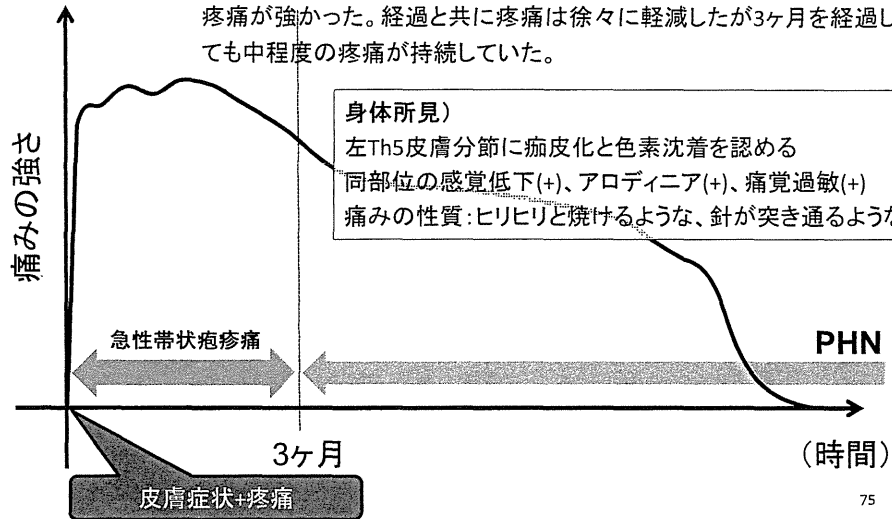 疼痛が強かった。経過と共に疼痛は徐々に軽減したが3ヶ月を経過し
ても中程度の疼痛が持続していた。
身体所見）
左Th5皮膚分節に痂皮化と色素沈着を認める
同部位の感覚低下(+)、アロディニア(+)、痛覚過敏(+)
痛みの性質：ヒリヒリと焼けるような、針が突き通るような
痛みの強さ
急性帯状疱疹痛
PHN
3ヶ月
（時間）
皮膚症状+疼痛
75